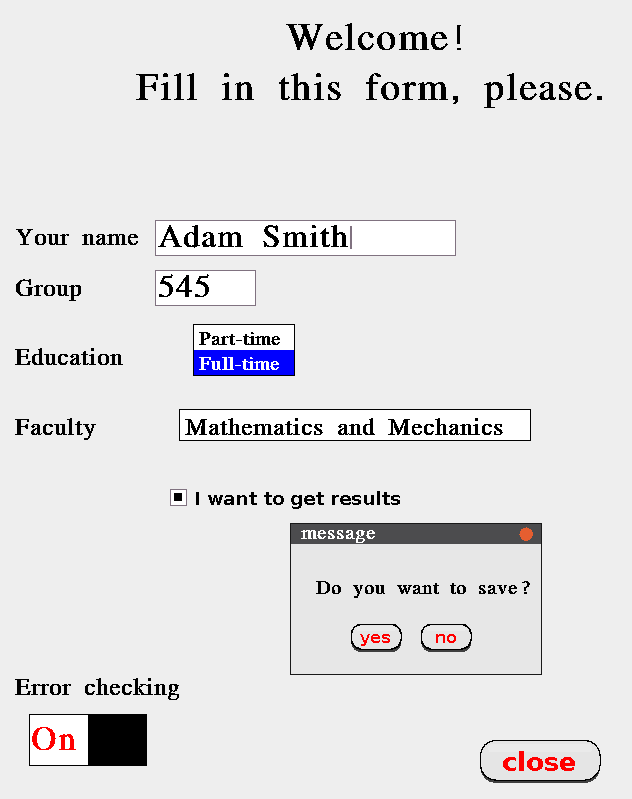 Welcome!
Fill in this form, please.
Your name Adam Smith
Group 545
Part-time
Education Full-time
Faculty Mathematics and Mechanics
I want to get results
message
Do you want to save?
yes no
Error checking
On
close